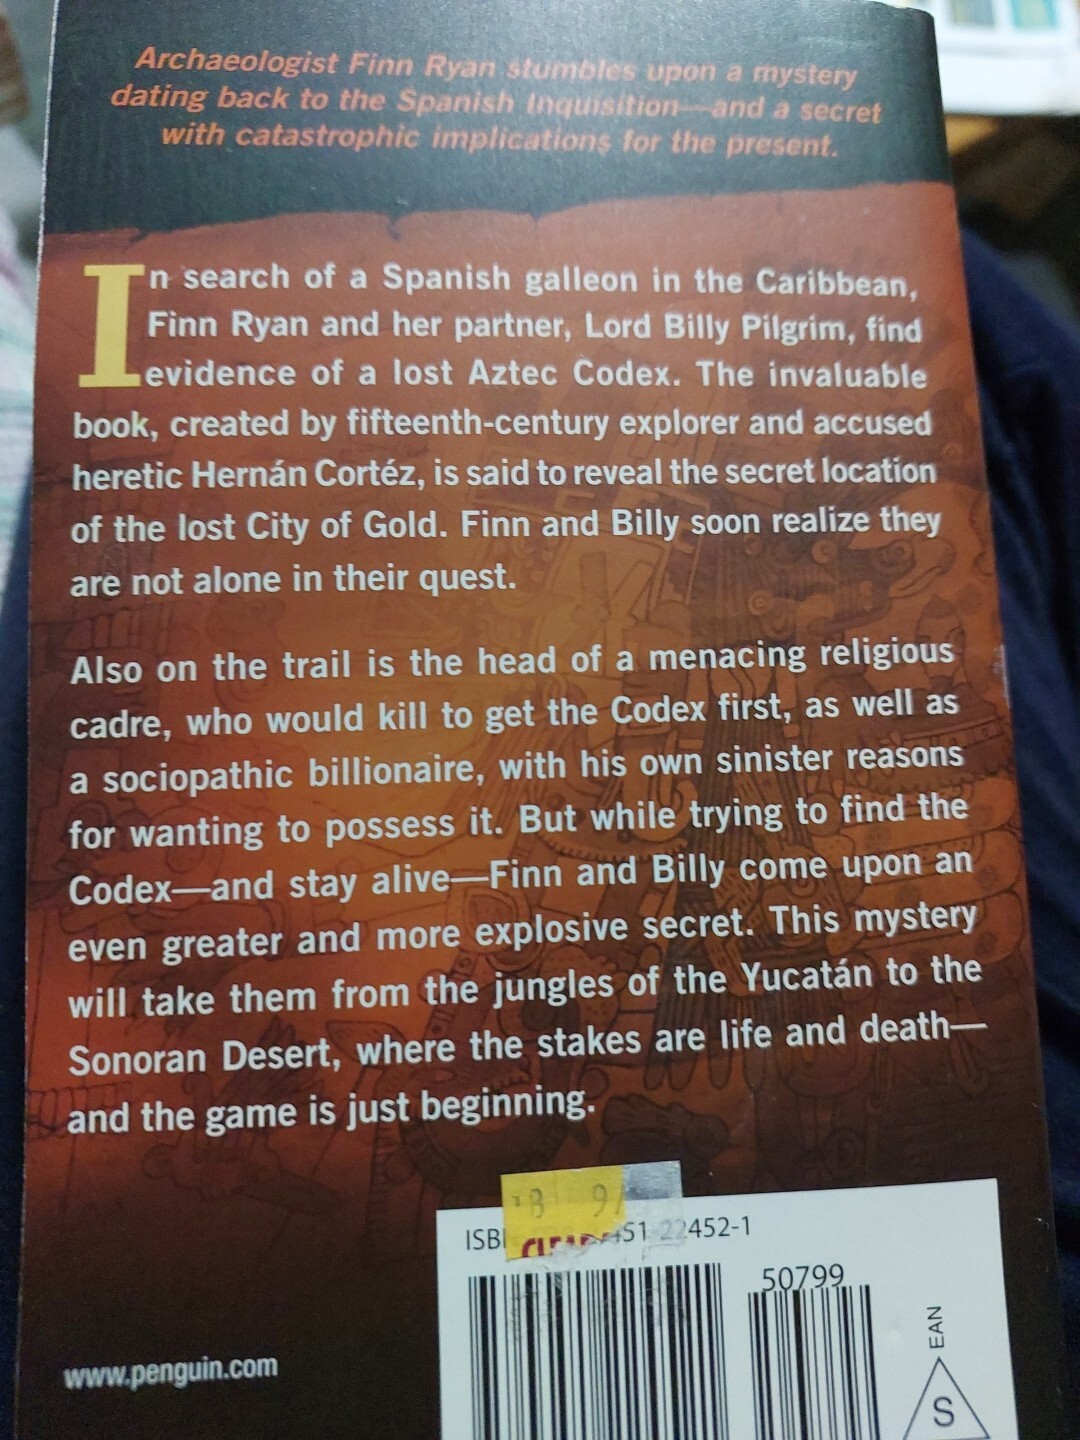 Archaeologist Finn Ryan stumbles upon a mystery
dating back to the Spanish Inquisition—and a secret
with catastrophic implications for the present.
In search of a Spanish galleon in the Caribbean,
Finn Ryan and her partner, Lord Billy Pilgrim, find
evidence of a lost Aztec Codex. The invaluable
book, created by fifteenth-century explorer and accused
heretic Hernán Cortéz, is said to reveal the secret location
of the lost City of Gold. Finn and Billy soon realize they
are not alone in their quest.
Also on the trail is the head of a menacing religious
cadre, who would kill to get the Codex first, as well as
a sociopathic billionaire, with his own sinister reasons
for wanting to possess it. But while trying to find the
Codex—and stay alive—Finn and Billy come upon an
even greater and more explosive secret. This mystery
will take them from the jungles of the Yucatán to the
Sonoran Desert, where the stakes are life and death—
and the game is just beginning.
451-22452-1
50799
EAN
S
www.penguin.com